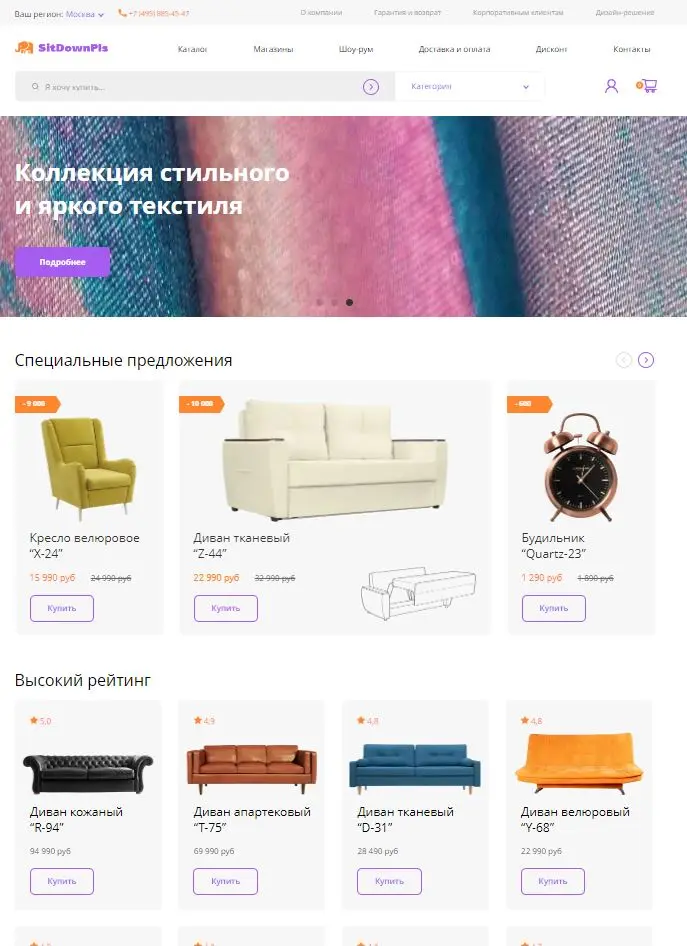 Ваш регион: Москва
+7 (495) 885-45-47
О компании
Гарантия и возврат
Корпоративным клиентам
Дизайн-решение
SitDownPls
Каталог
Магазины
Шоу-рум
Доставка и оплата
Дисконт
Контакты
Я хочу купить...
Категория
0
Коллекция стильного
и яркого текстиля
Подробнее
Специальные предложения
- 9 000
- 10 000
- 600
Кресло велюровое
“X-24”
15 990 руб 24 990 руб
Купить
Диван тканевый
“Z-44”
22 990 руб 32 990 руб
Купить
Будильник
“Quartz-23”
1 290 руб 1 890 руб
Купить
Высокий рейтинг
5,0
Диван кожаный
“R-94”
94 990 руб
Купить
4,9
Диван апартековый
“T-75”
69 990 руб
Купить
4,8
Диван тканевый
“D-31”
28 490 руб
Купить
4,8
Диван велюровый
“Y-68”
22 990 руб
Купить